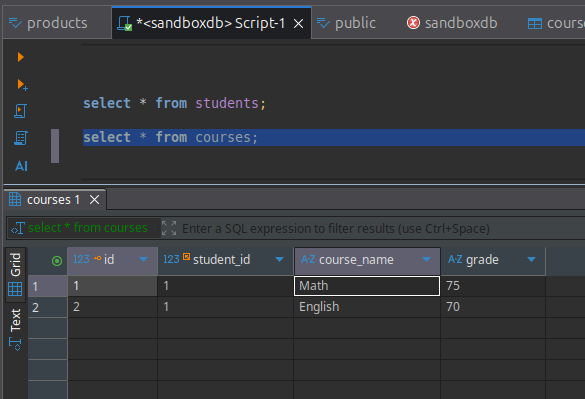 products
*<sandboxdb> Script-1
public
sandboxdb
course
select * from students;
select * from courses;
AI
courses 1
select * from courses
Enter a SQL expression to filter results (use Ctrl+Space)
Grid
Text
123 id
123 student_id
A-Z course_name
A-Z grade
1 1 1 Math 75
2 2 1 English 70